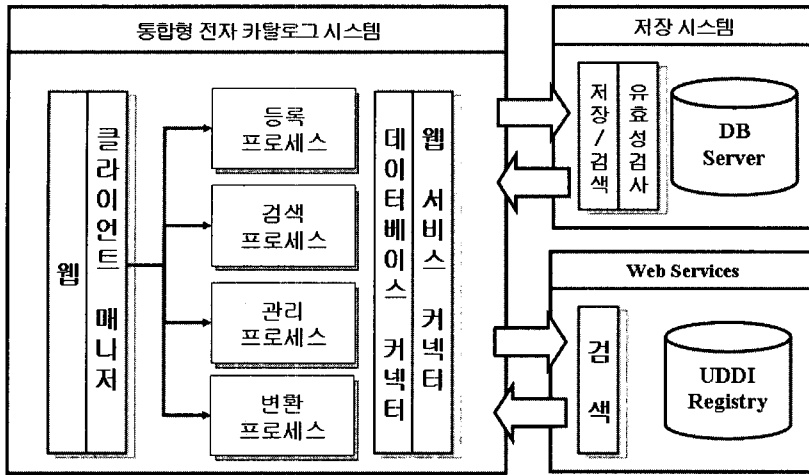 통합형 전자 카탈로그 시스템
웹
클라이언트 매니저
등록
프로세스
검색
프로세스
관리
프로세스
변환
프로세스
데이터베이스 커넥터
웹 서비스 커넥터
저장 시스템
저장/검색
유효성검사
DB
Server
Web Services
검색
UDDI
Registry